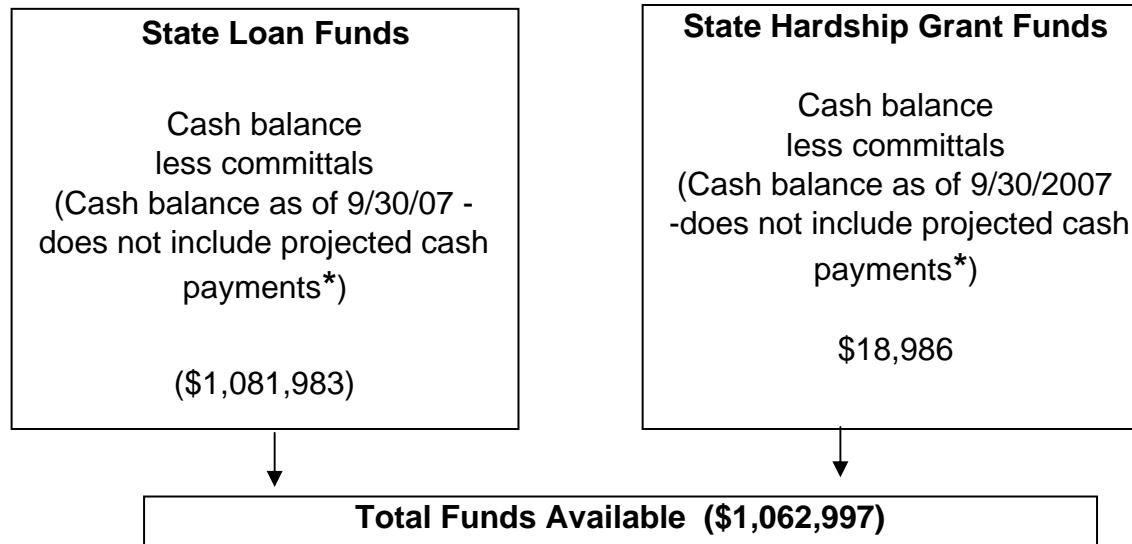 State Loan Funds
Cash balance
less committals
(Cash balance as of 9/30/07 -
does not include projected cash
payments*)
($1,081,983)
State Hardship Grant Funds
Cash balance
less committals
(Cash balance as of 9/30/2007
-does not include projected cash
payments*)
$18,986
Total Funds Available ($1,062,997)